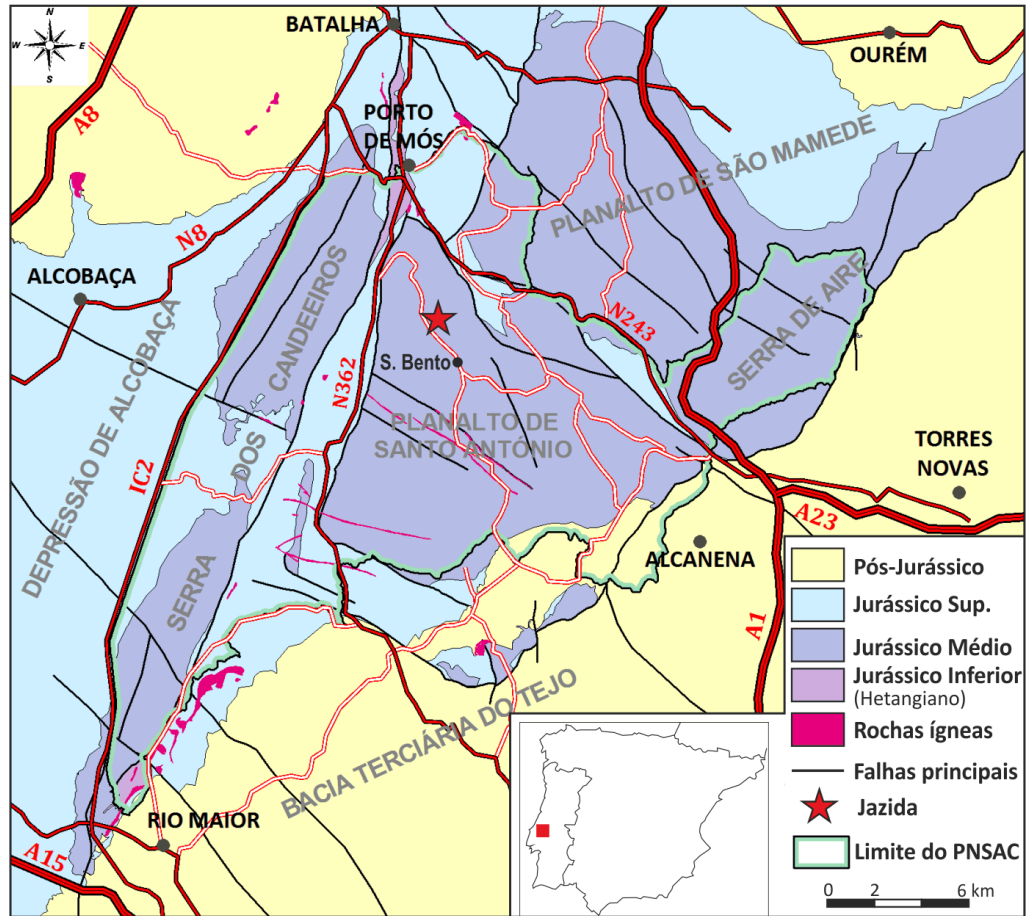 N
W
E
S
BATALHA
OURÉM
A8
PORTO
DE MÓS
PLANALTO DE SÃO MAMEDE
N8
ALCOBAÇA
DEPRESSÃO DE ALCOBAÇA
SERRA
DOS
CANDEEIROS
N362
S. Bento
N243
SERRA DE AIRE
PLANALTO DE
SANTO ANTÓNIO
IC2
TORRES
NOVAS
A23
ALCANENA
A1
BACIA TERCIÁRIA DO TEJO
RIO MAIOR
A15
Pós-Jurássico
Jurássico Sup.
Jurássico Médio
Jurássico Inferior
(Hetangiano)
Rochas ígneas
Falhas principais
Jazida
Limite do PNSAC
0 2 6 km